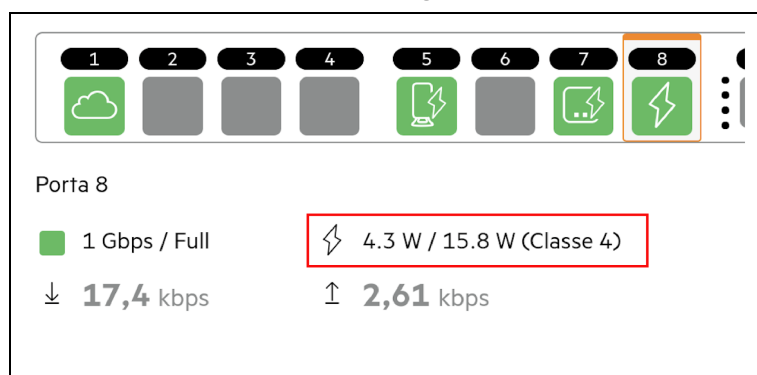 1 2 3 4 5 6 7 8
Porta 8
1 Gbps / Full
4.3 W / 15.8 W (Classe 4)
17,4 kbps
2,61 kbps